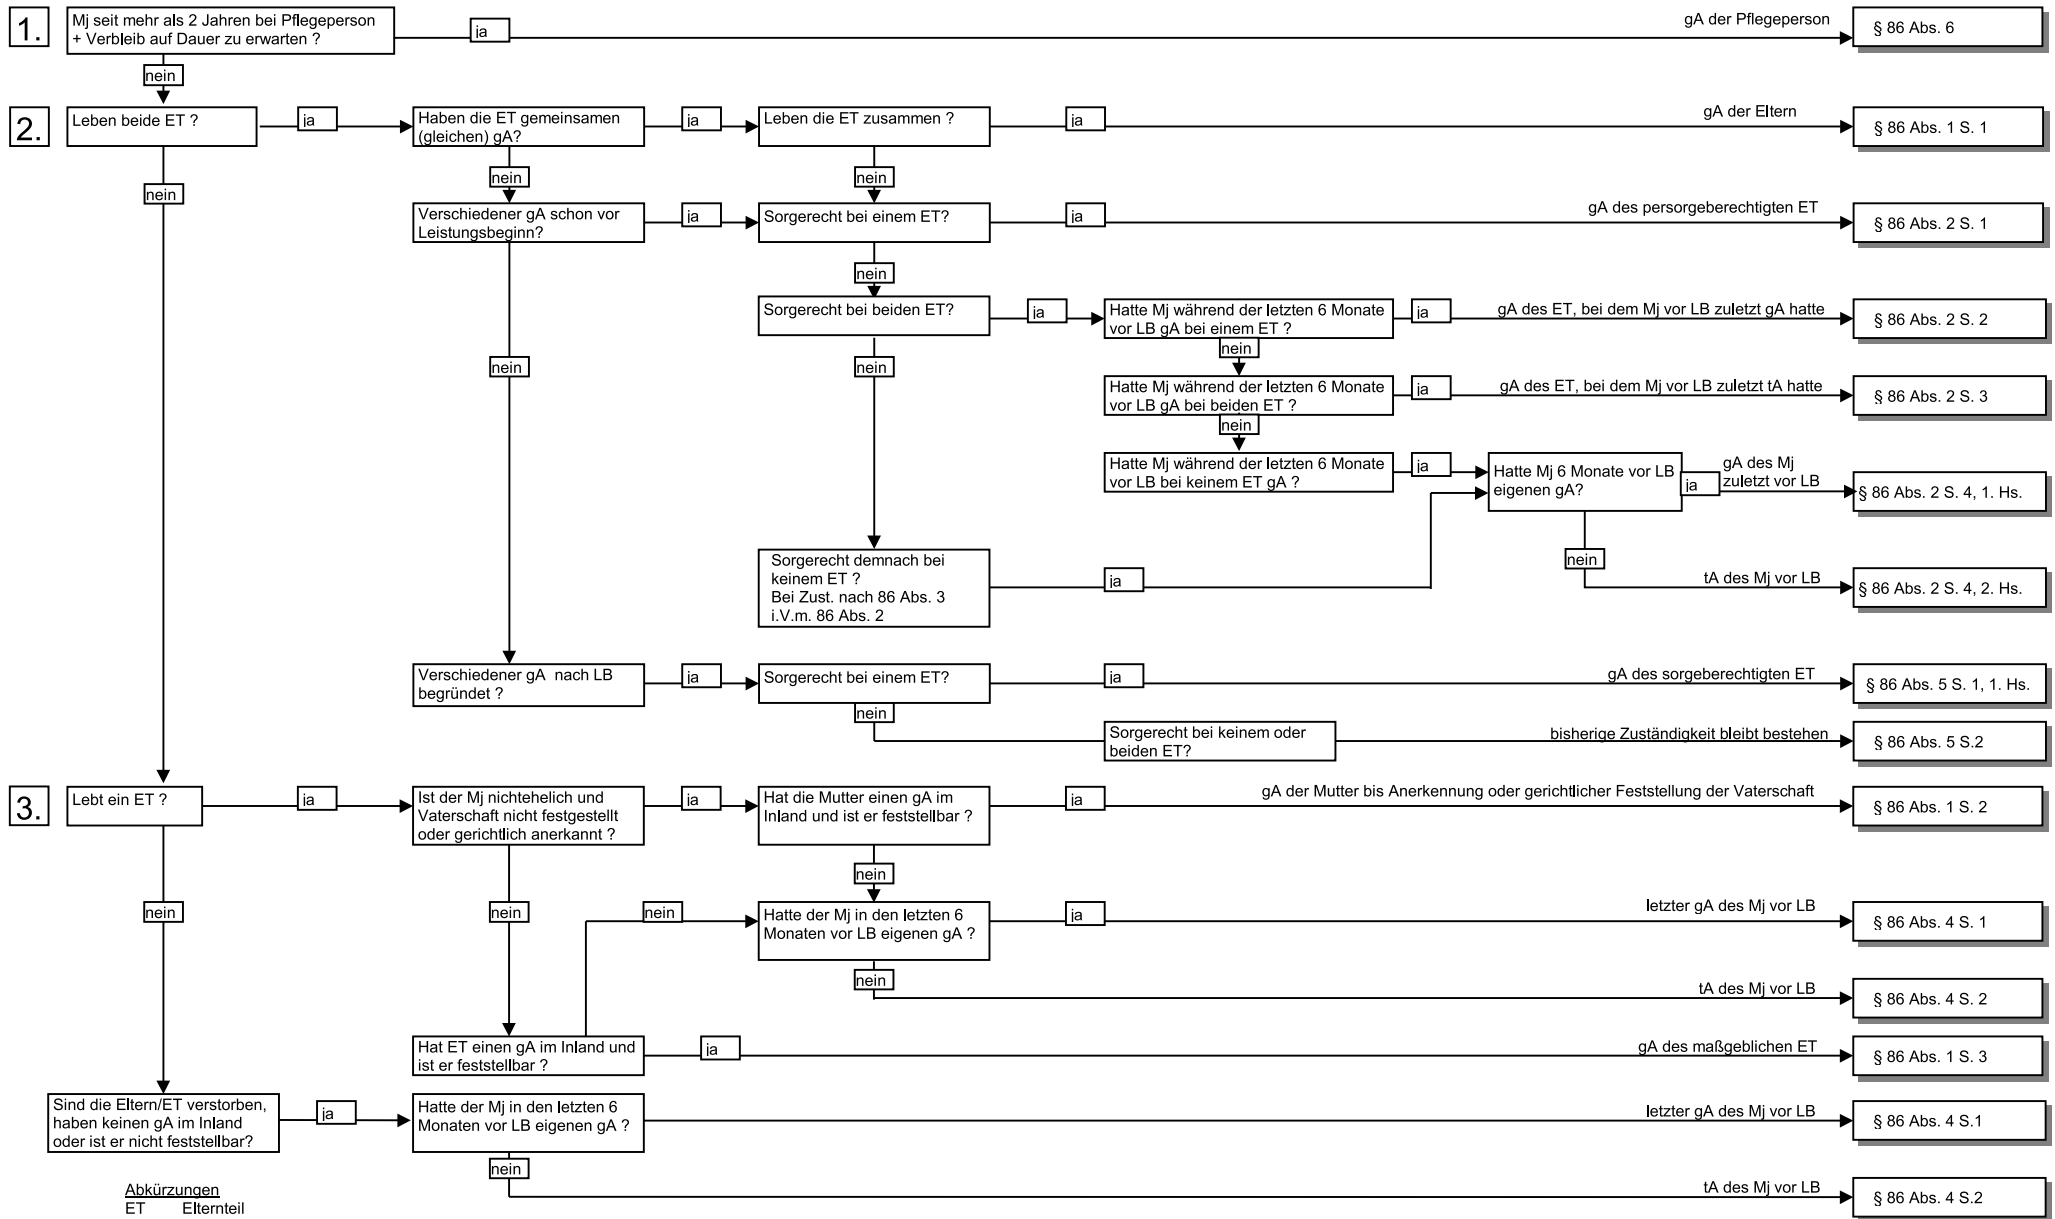 1.
Mj seit mehr als 2 Jahren bei Pflegeperson
+ Verbleib auf Dauer zu erwarten ?
ja
gA der Pflegeperson
§ 86 Abs. 6
nein
2.
Leben beide ET ?
ja
Haben die ET gemeinsamen
(gleichen) gA?
ja
Leben die ET zusammen ?
ja
gA der Eltern
§ 86 Abs. 1 S. 1
nein
nein
nein
Verschiedener gA schon vor
Leistungsbeginn?
ja
Sorgerecht bei einem ET?
ja
gA des persorgeberechtigten ET
§ 86 Abs. 2 S. 1
nein
Sorgerecht bei beiden ET?
ja
Hatte Mj während der letzten 6 Monate
vor LB gA bei einem ET ?
ja
gA des ET, bei dem Mj vor LB zuletzt gA hatte
§ 86 Abs. 2 S. 2
nein
nein
nein
Hatte Mj während der letzten 6 Monate
vor LB gA bei beiden ET ?
ja
gA des ET, bei dem Mj vor LB zuletzt tA hatte
§ 86 Abs. 2 S. 3
nein
Hatte Mj während der letzten 6 Monate
vor LB bei keinem ET gA ?
ja
Hatte Mj 6 Monate vor LB
eigenen gA?
ja
gA des Mj
zuletzt vor LB
§ 86 Abs. 2 S. 4, 1. Hs.
nein
Sorgerecht demnach bei
keinem ET ?
Bei Zust. nach 86 Abs. 3
i.V.m. 86 Abs. 2
ja
tA des Mj vor LB
§ 86 Abs. 2 S. 4, 2. Hs.
Verschiedener gA  nach LB
begründet ?
ja
Sorgerecht bei einem ET?
ja
gA des sorgeberechtigten ET
§ 86 Abs. 5 S. 1, 1. Hs.
nein
Sorgerecht bei keinem oder
beiden ET?
bisherige Zuständigkeit bleibt bestehen
§ 86 Abs. 5 S.2
3.
Lebt ein ET ?
ja
Ist der Mj nichtehelich und
Vaterschaft nicht festgestellt
oder gerichtlich anerkannt ?
ja
Hat die Mutter einen gA im
Inland und ist er feststellbar ?
ja
gA der Mutter bis Anerkennung oder gerichtlicher Feststellung der Vaterschaft
§ 86 Abs. 1 S. 2
nein
nein
nein
nein
Hatte der Mj in den letzten 6
Monaten vor LB eigenen gA ?
ja
letzter gA des Mj vor LB
§ 86 Abs. 4 S. 1
nein
tA des Mj vor LB
§ 86 Abs. 4 S. 2
Hat ET einen gA im Inland und
ist er feststellbar ?
ja
gA des maßgeblichen ET
§ 86 Abs. 1 S. 3
Sind die Eltern/ET verstorben,
haben keinen gA im Inland
oder ist er nicht feststellbar?
ja
Hatte der Mj in den letzten 6
Monaten vor LB eigenen gA ?
letzter gA des Mj vor LB
§ 86 Abs. 4 S.1
nein
tA des Mj vor LB
§ 86 Abs. 4 S.2
Abkürzungen
ET Elternteil